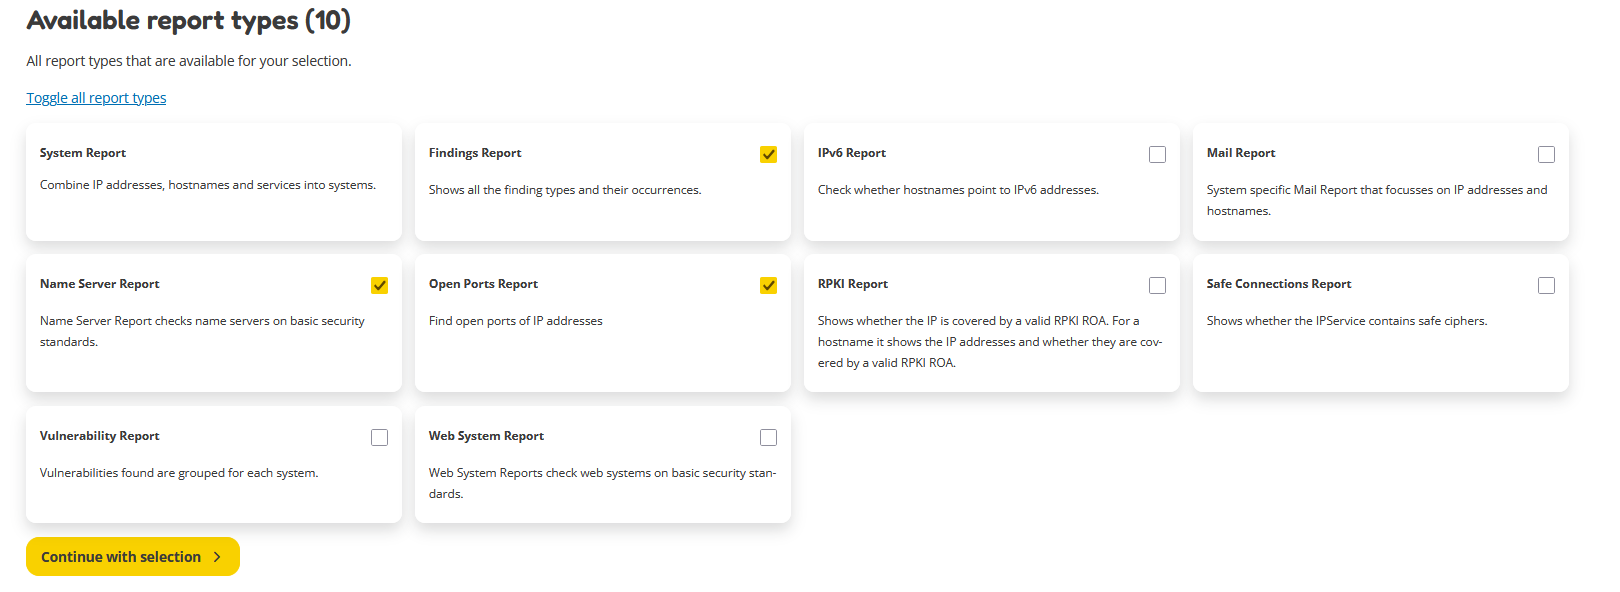 Available report types (10)
All report types that are available for your selection.
Toggle all report types
System Report
Combine IP addresses, hostnames and services into systems.
Findings Report
Shows all the finding types and their occurrences.
IPv6 Report
Check whether hostnames point to IPv6 addresses.
Mail Report
System specific Mail Report that focusses on IP addresses and
hostnames.
Name Server Report
Name Server Report checks name servers on basic security
standards.
Open Ports Report
Find open ports of IP addresses
RPKI Report
Shows whether the IP is covered by a valid RPKI ROA. For a
hostname it shows the IP addresses and whether they are cov-
ered by a valid RPKI ROA.
Safe Connections Report
Shows whether the IPService contains safe ciphers.
Vulnerability Report
Vulnerabilities found are grouped for each system.
Web System Report
Web System Reports check web systems on basic security stan-
dards.
Continue with selection